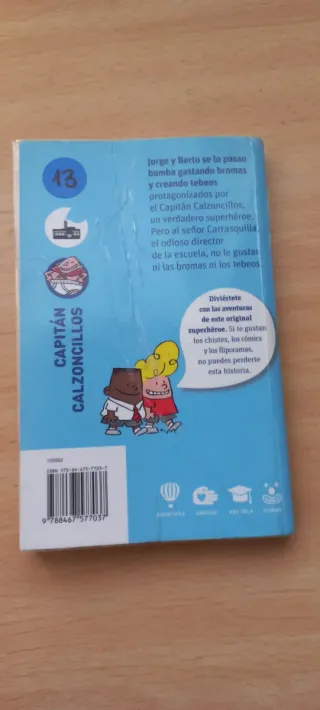 13
Jorge y Berto se lo pasan
bomba gastando bromas
y creando tebeos
protagonizados por
el Capitán Calzoncillos,
un verdadero superhéroe.
Pero al señor Carrasquilla,
el odioso director
de la escuela, no le gustan
ni las bromas ni los tebeos
Diviértete
con las aventuras
de este original
superhéroe. Si te gustan
los chistes, los cómics
y los fliporamas,
no puedes perderte
esta historia.
CAPITÁN
CALZONCILLOS
9 788467 577037